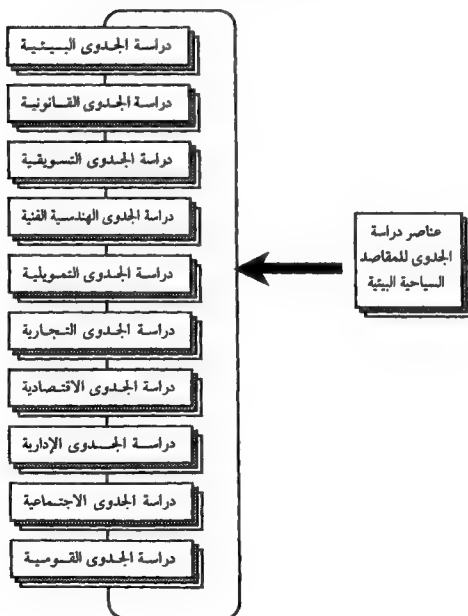 عناصر دراسة
الجدوى للمقاصد
السياحية البيئية
دراسة الجدوى البيئية
دراسة الجدوى القانونية
دراسة الجدوى التسويقية
دراسة الجدوى الهندسية الفنية
دراسة الجدوى التمويلية
دراسة الجدوى التجارية
دراسة الجدوى الاقتصادية
دراسة الجدوى الإدارية
دراسة الجدوى الاجتماعية
دراسة الجدوى القومية